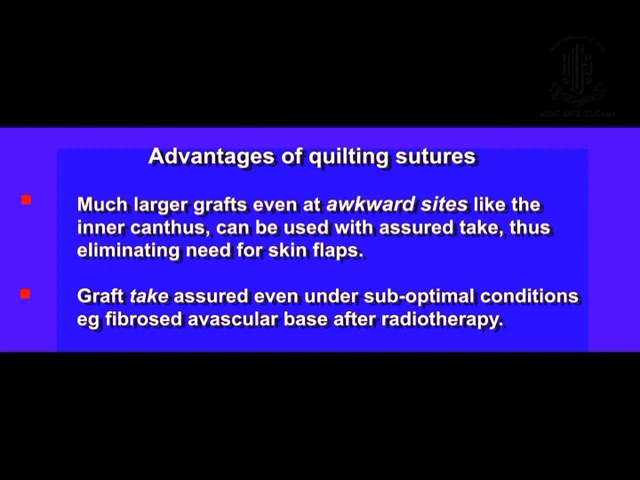 Advantages of quilting sutures
Much larger grafts even at awkward sites like the
inner canthus, can be used with assured take, thus
eliminating need for skin flaps.
Graft take assured even under sub-optimal conditions
eg fibrosed avascular base after radiotherapy.